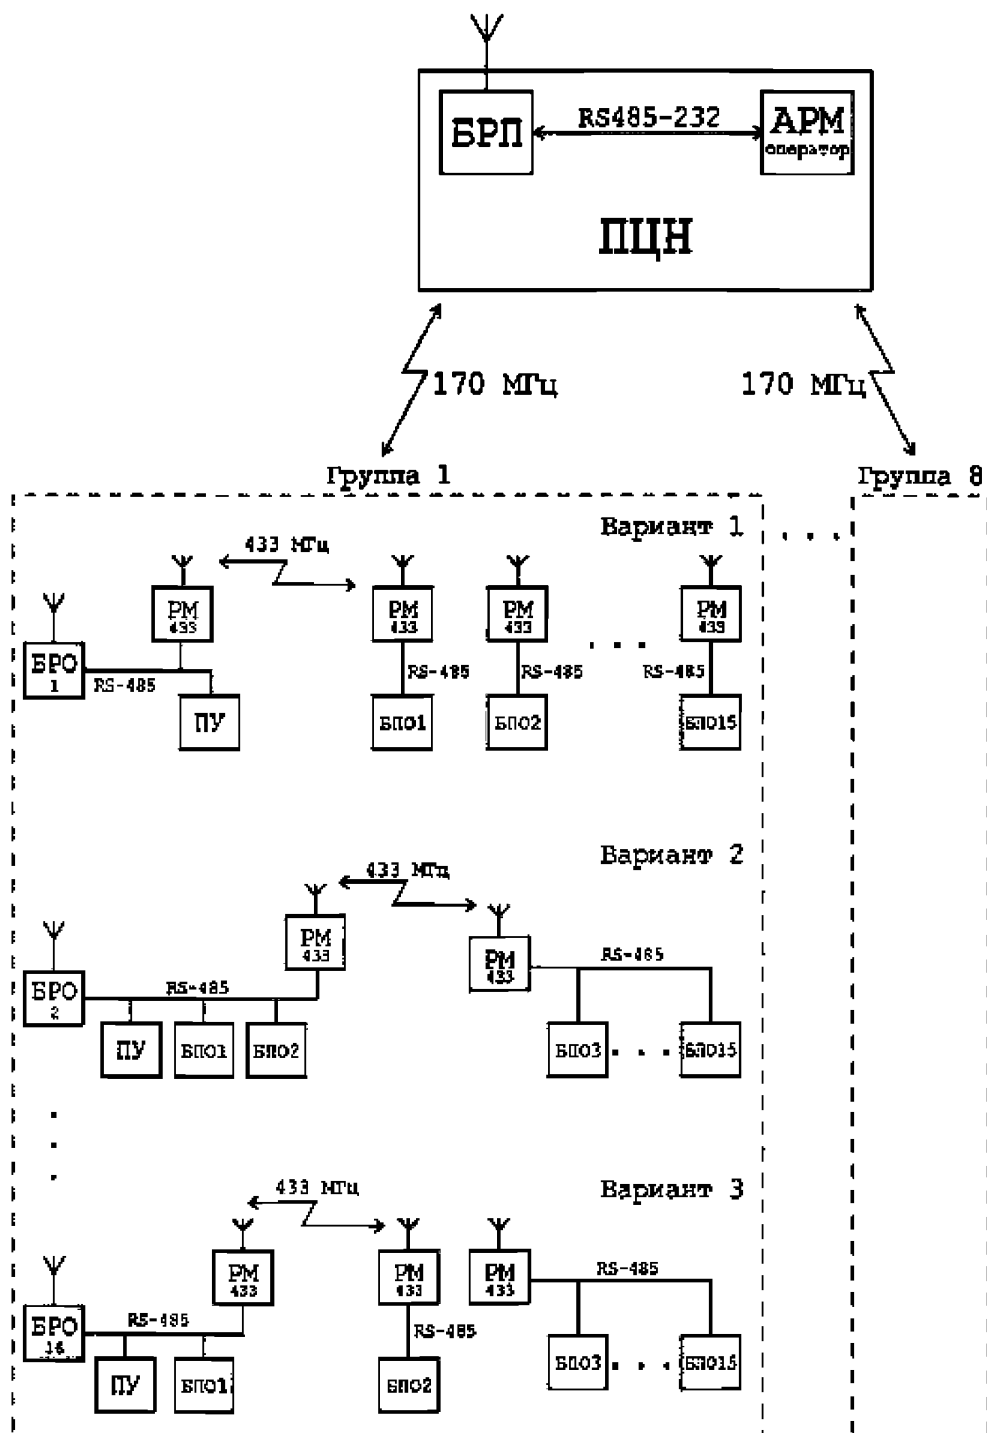 БРП
RS485-232
АРМ
оператор
ПЦН
170 МГц
170 МГц
Группа 1
Группа 8
Вариант 1
433 МГц
РМ
433
РМ
433
РМ
433
РМ
433
БРО
1
RS-485
RS-485
RS-485
RS-485
ПУ
БПО1
БПО2
БПО15
Вариант 2
433 МГц
РМ
433
РМ
433
RS-485
БРО
2
RS-485
ПУ
БПО1
БПО2
БПО3
БПО15
Вариант 3
433 МГц
РМ
433
РМ
433
РМ
433
RS-485
БРО
16
RS-485
RS-485
ПУ
БПО1
БПО2
БПО3
БПО15